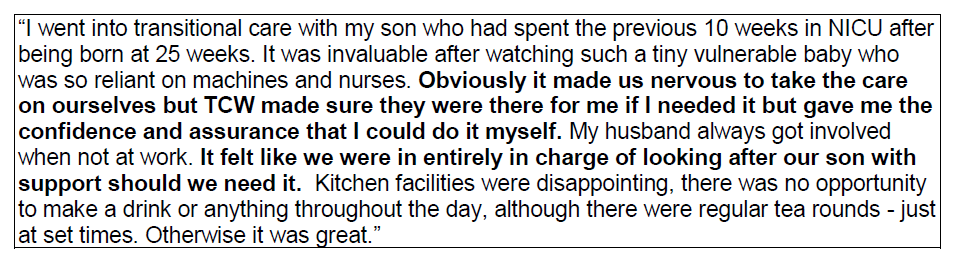 “I went into transitional care with my son who had spent the previous 10 weeks in NICU after
being born at 25 weeks. It was invaluable after watching such a tiny vulnerable baby who
was so reliant on machines and nurses. Obviously it made us nervous to take the care
on ourselves but TCW made sure they were there for me if I needed it but gave me the
confidence and assurance that I could do it myself. My husband always got involved
when not at work. It felt like we were in entirely in charge of looking after our son with
support should we need it.  Kitchen facilities were disappointing, there was no opportunity
to make a drink or anything throughout the day, although there were regular tea rounds - just
at set times. Otherwise it was great.”